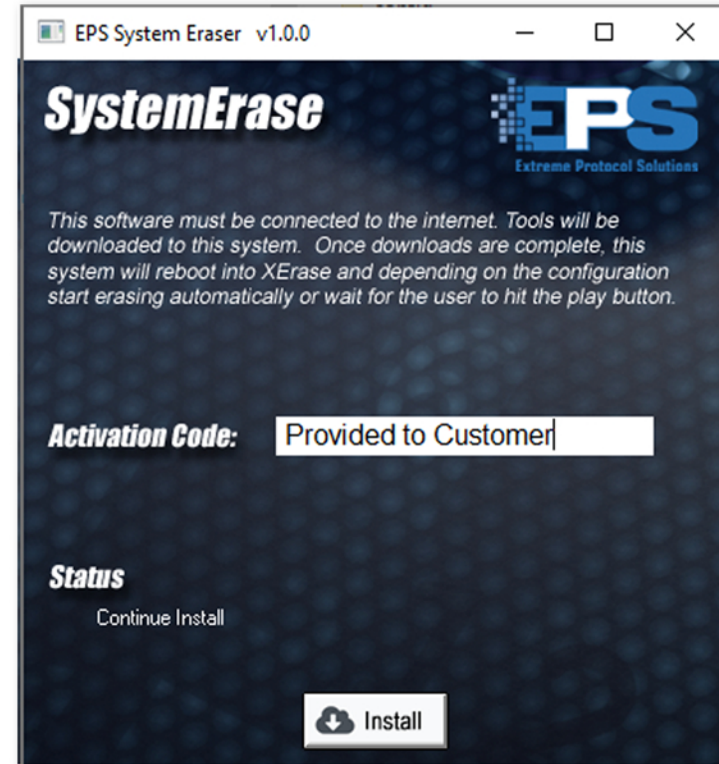 EPS System Eraser v1.0.0
SystemErase
EPS
Extreme Protocol Solutions
This software must be connected to the internet. Tools will be
downloaded to this system. Once downloads are complete, this
system will reboot into XErase and depending on the configuration
start erasing automatically or wait for the user to hit the play button.
Activation Code: Provided to Customer
Status
Continue Install
Install